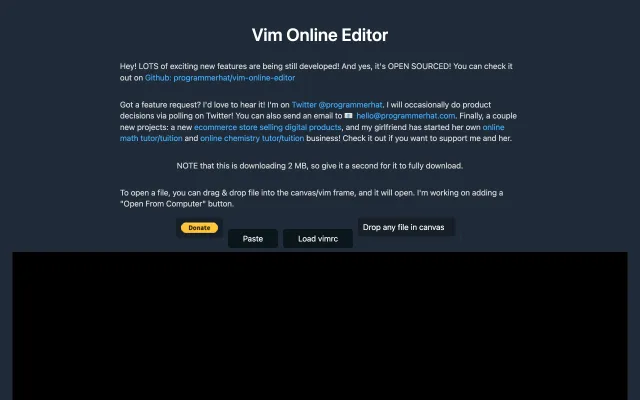 Vim Online Editor
Hey! LOTS of exciting new features are being still developed! And yes, it's OPEN SOURCED! You can check it
out on Github: programmerhat/vim-online-editor
Got a feature request? I'd love to hear it! I'm on Twitter @programmerhat. I will occasionally do product
decisions via polling on Twitter! You can also send an email to 📧 hello@programmerhat.com. Finally, a couple
new projects: a new ecommerce store selling digital products, and my girlfriend has started her own online
math tutor/tuition and online chemistry tutor/tuition business! Check it out if you want to support me and her.
NOTE that this is downloading 2 MB, so give it a second for it to fully download.
To open a file, you can drag & drop file into the canvas/vim frame, and it will open. I'm working on adding a
"Open From Computer" button.
Donate
Paste
Load vimrc
Drop any file in canvas